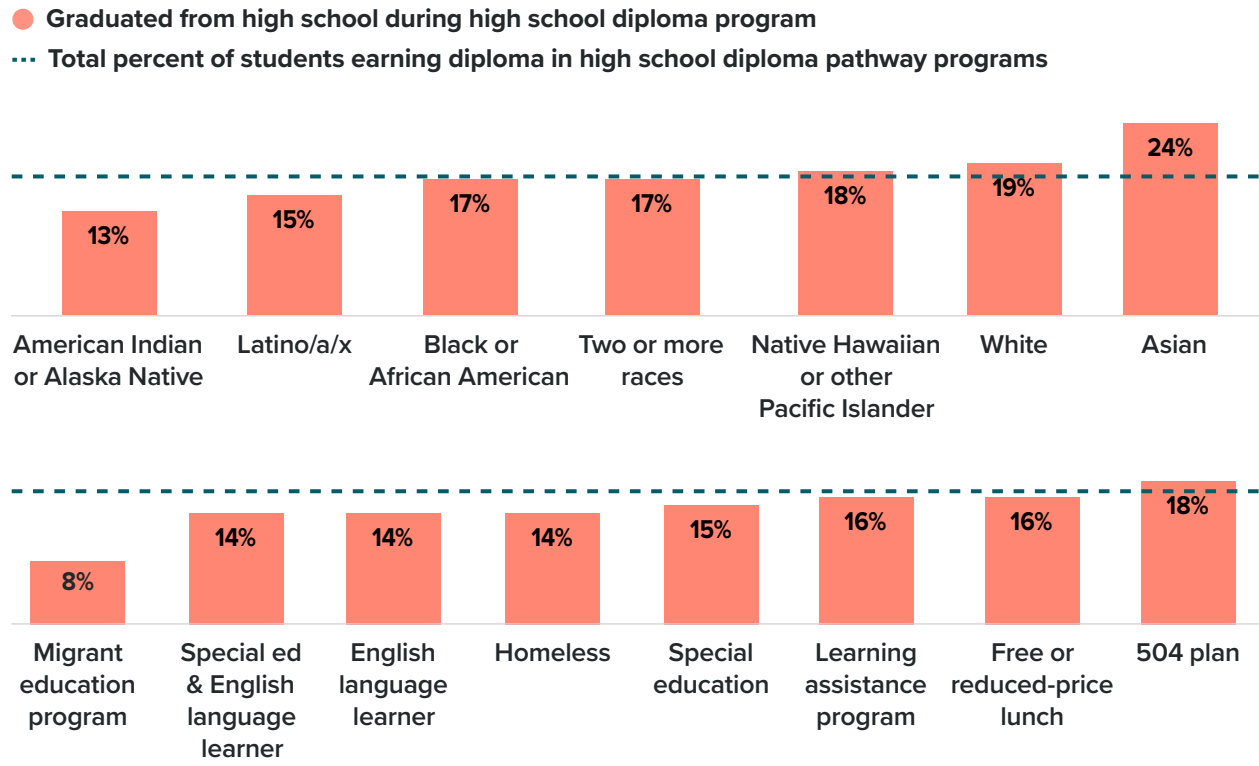 Graduated from high school during high school diploma program
Total percent of students earning diploma in high school diploma pathway programs
13%
15%
17%
17%
18%
19%
24%
American Indian
or Alaska Native
Latino/a/x
Black or
African American
Two or more
races
Native Hawaiian
or other
Pacific Islander
White
Asian
8%
14%
14%
14%
15%
16%
16%
18%
Migrant
education
program
Special ed
& English
language
learner
English
language
learner
Homeless
Special
education
Learning
assistance
program
Free or
reduced-price
lunch
504 plan